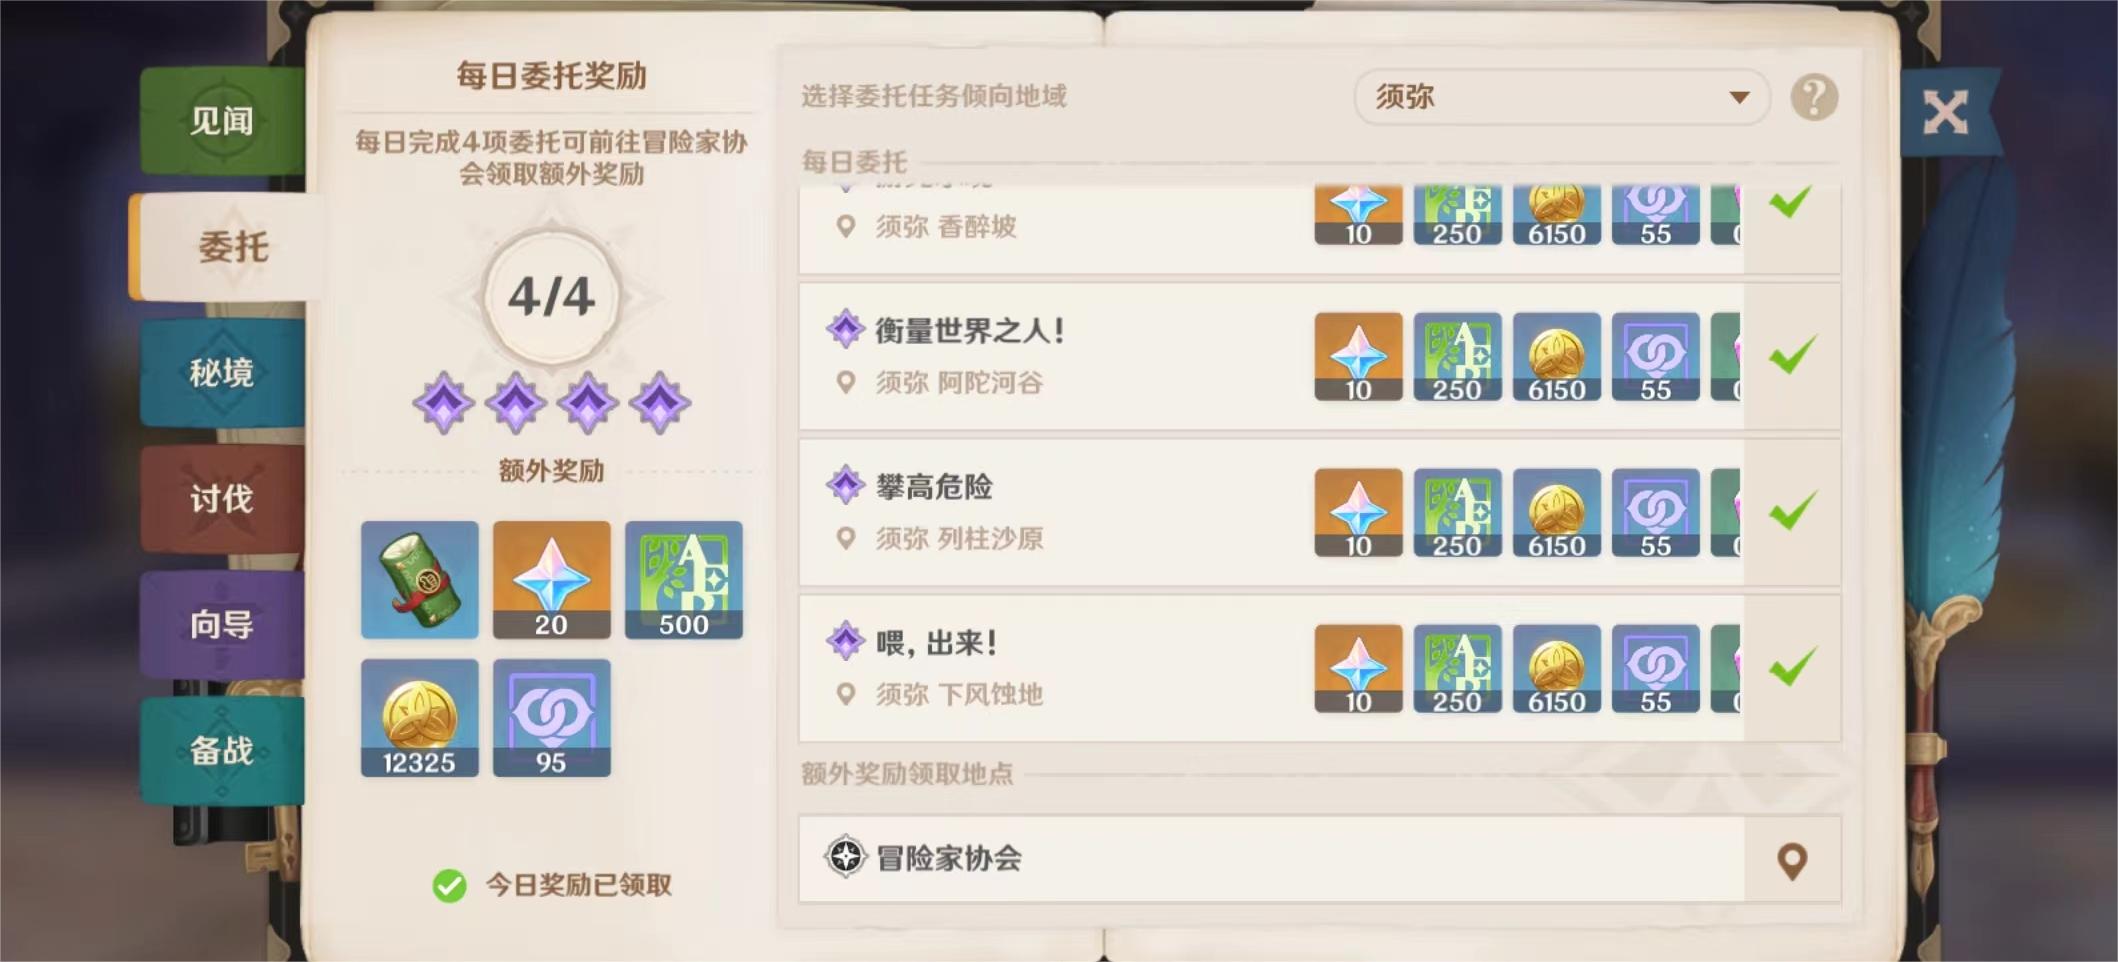 见闻
委托
秘境
讨伐
向导
备战
每日委托奖励
每日完成4项委托可前往冒险家协
会领取额外奖励
4/4
额外奖励
20
500
12325
95
今日奖励已领取
选择委托任务倾向地域
须弥
?
每日委托
须弥 香醉坡
10
250
6150
55
衡量世界之人!
须弥 阿陀河谷
10
250
6150
55
攀高危险
须弥 列柱沙原
10
250
6150
55
喂,出来!
须弥 下风蚀地
10
250
6150
55
额外奖励领取地点
冒险家协会